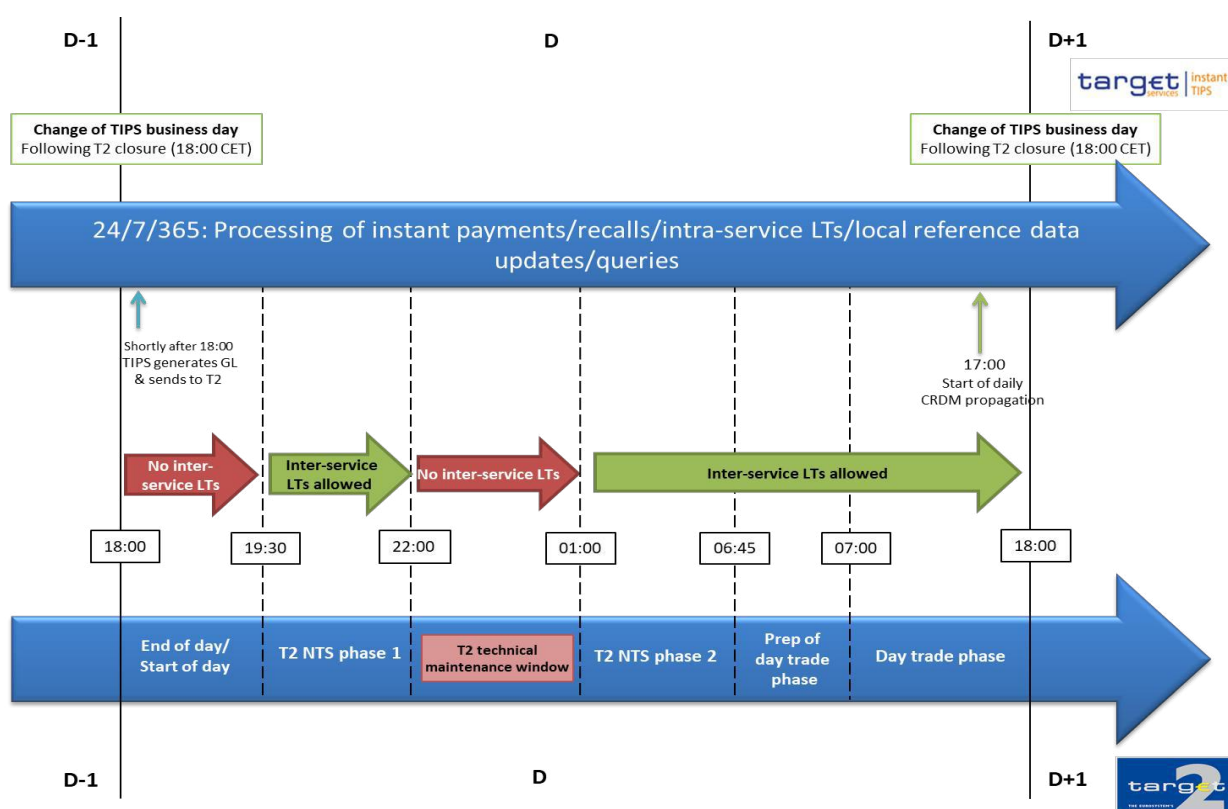 D-1
D
D+1
target
services
instant
TIPS
Change of TIPS business day
Following T2 closure (18:00 CET)
Change of TIPS business day
Following T2 closure (18:00 CET)
24/7/365: Processing of instant payments/recalls/intra-service LTs/local reference data
updates/queries
Shortly after 18:00
TIPS generates GL
& sends to T2
17:00
Start of daily
CRDM propagation
No inter-
service LTs
Inter-service
LTs allowed
No inter-service LTs
Inter-service LTs allowed
18:00
19:30
22:00
01:00
06:45
07:00
18:00
End of day/
Start of day
T2 NTS phase 1
T2 technical
maintenance window
T2 NTS phase 2
Prep of
day trade
phase
Day trade phase
D-1
D
D+1
target
2
THE EUROSYSTEM'S